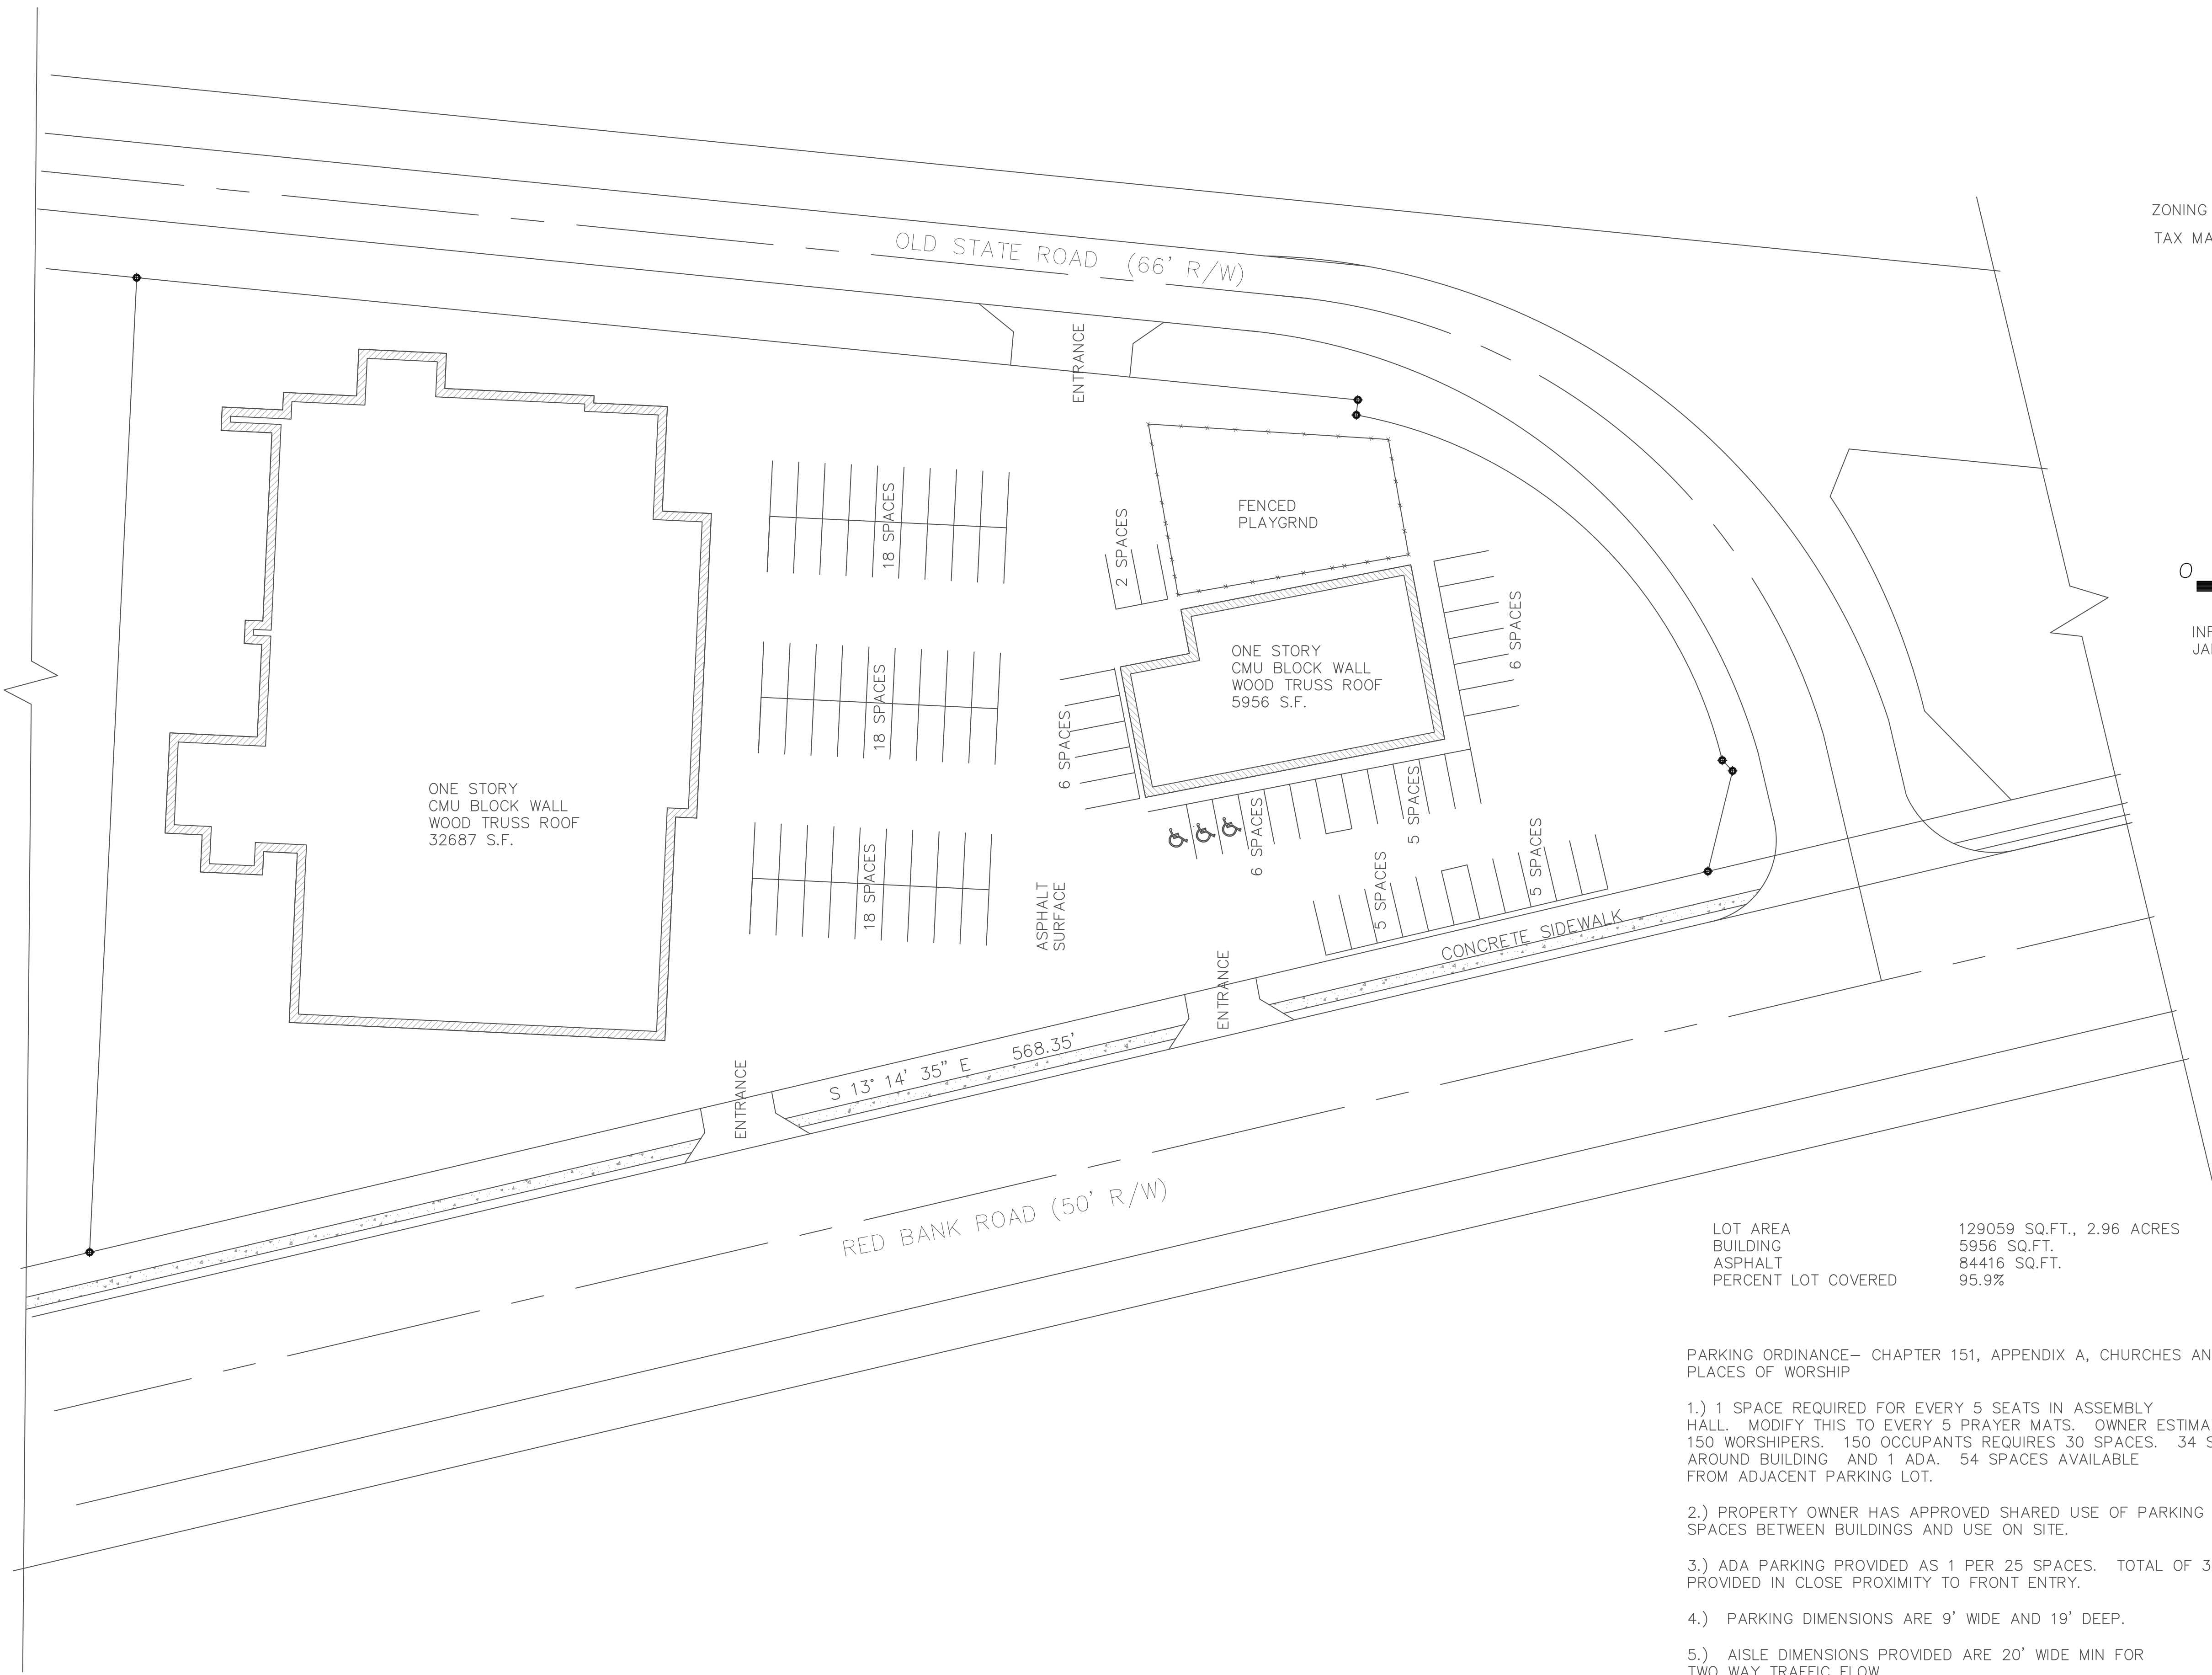 ZONING
OLD STATE ROAD (66' R/W)
ENTRANCE
18 SPACES
2 SPACES
FENCED
PLAYGRND
0
6 SPACES
ONE STORY
CMU BLOCK WALL
WOOD TRUSS ROOF
5956 S.F.
18 SPACES
6 SPACES
ONE STORY
CMU BLOCK WALL
WOOD TRUSS ROOF
32687 S.F.
6 SPACES
5 SPACES
5 SPACES
5 SPACES
18 SPACES
ASPHALT
SURFACE
CONCRETE SIDEWALK
ENTRANCE
S 13° 14' 35" E 568.35'
ENTRANCE
RED BANK ROAD (50' R/W)
LOT AREA 129059 SQ.FT., 2.96 ACRES
BUILDING 5956 SQ.FT.
ASPHALT 84416 SQ.FT.
PERCENT LOT COVERED 95.9%
PARKING ORDINANCE– CHAPTER 151, APPENDIX A, CHURCHES
PLACES OF WORSHIP
1.) 1 SPACE REQUIRED FOR EVERY 5 SEATS IN ASSEMBLY
HALL. MODIFY THIS TO EVERY 5 PRAYER MATS. OWNER
150 WORSHIPERS. 150 OCCUPANTS REQUIRES 30 SPACES. 34
AROUND BUILDING AND 1 ADA. 54 SPACES AVAILABLE
FROM ADJACENT PARKING LOT.
2.) PROPERTY OWNER HAS APPROVED SHARED USE OF PARKING
SPACES BETWEEN BUILDINGS AND USE ON SITE.
3.) ADA PARKING PROVIDED AS 1 PER 25 SPACES. TOTAL OF 3
PROVIDED IN CLOSE PROXIMITY TO FRONT ENTRY.
4.) PARKING DIMENSIONS ARE 9' WIDE AND 19' DEEP.
5.) AISLE DIMENSIONS PROVIDED ARE 20' WIDE MIN FOR
TWO WAY TRAFFIC FLOW